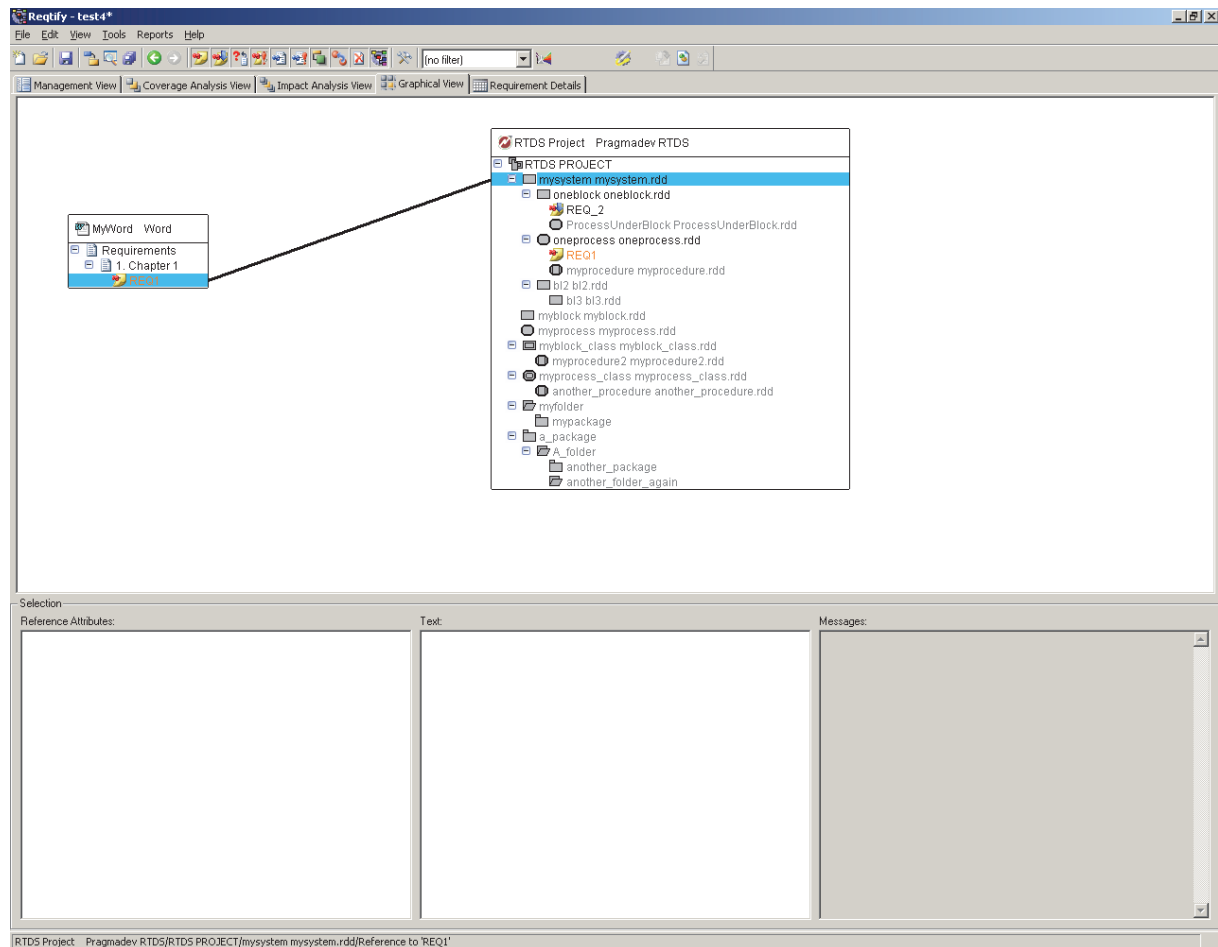 Reqtify - test4*
File Edit View Tools Reports Help
(no filter)
Management View Coverage Analysis View Impact Analysis View Graphical View Requirement Details
RTDS Project Pragmadev RTDS
RTDS PROJECT
mysystem mysystem.rdd
oneblock oneblock.rdd
REQ_2
ProcessUnderBlock ProcessUnderBlock.rdd
oneprocess oneprocess.rdd
REQ1
myprocedure myprocedure.rdd
bl2 bl2.rdd
bl3 bl3.rdd
myblock myblock.rdd
myprocess myprocess.rdd
myblock_class myblock_class.rdd
myprocedure2 myprocedure2.rdd
myprocess_class myprocess_class.rdd
another_procedure another_procedure.rdd
myfolder
mypackage
a_package
A_folder
another_package
another_folder_again
MyWord Word
Requirements
1. Chapter 1
REQ1
Selection
Reference Attributes: Text: Messages:
RTDS Project Pragmadev RTDS/RTDS PROJECT/mysystem mysystem.rdd/Reference to 'REQ1'